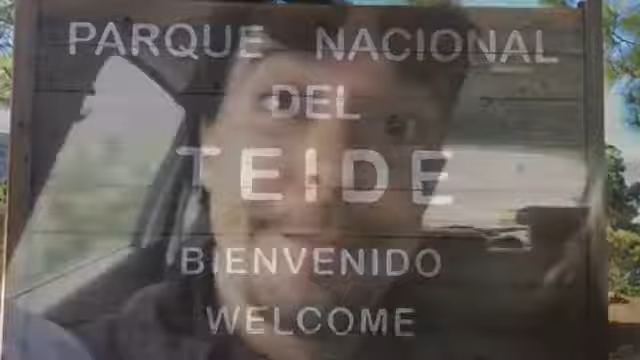 PARQUE NACIONAL
DEL
TEIDE
BIENVENIDO
WELCOME